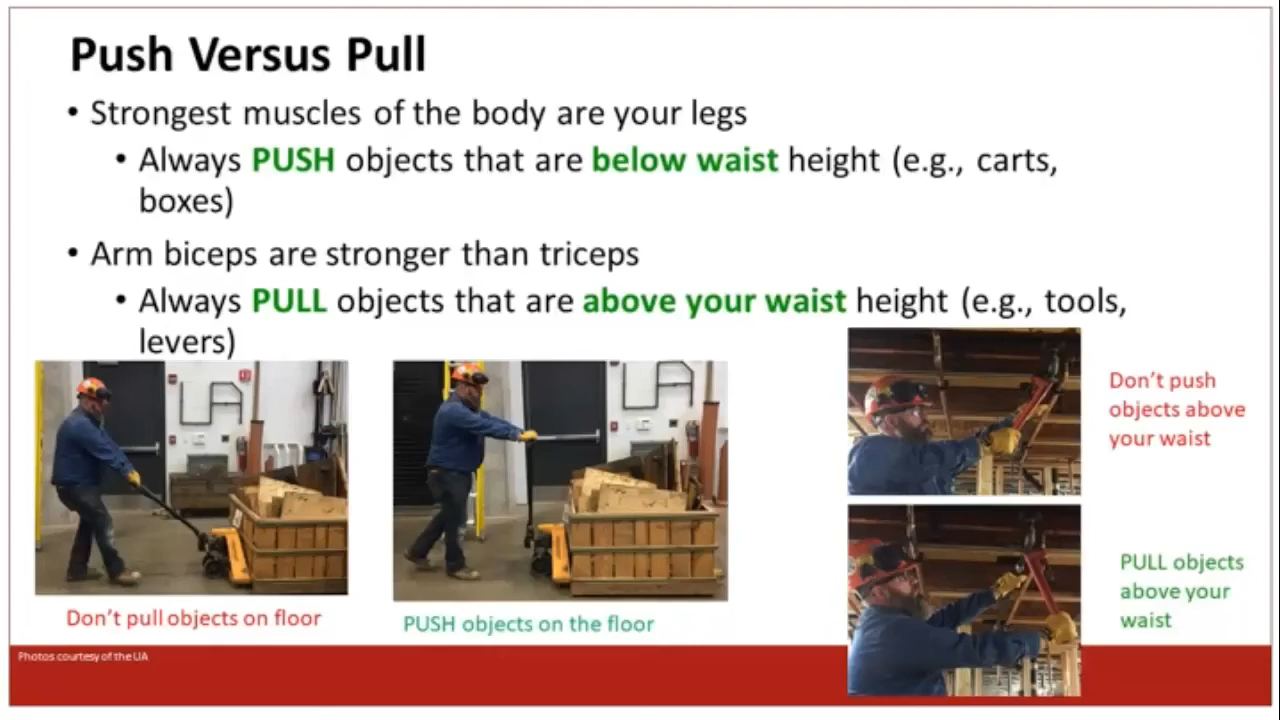 Push Versus Pull
• Strongest muscles of the body are your legs
• Always PUSH objects that are below waist height (e.g., carts,
boxes)
• Arm biceps are stronger than triceps
• Always PULL objects that are above your waist height (e.g., tools,
levers)
UA
UA
Don't pull objects on floor
PUSH objects on the floor
Don't push
objects above
your waist
PULL objects
above your
waist
Photos courtesy of the UA